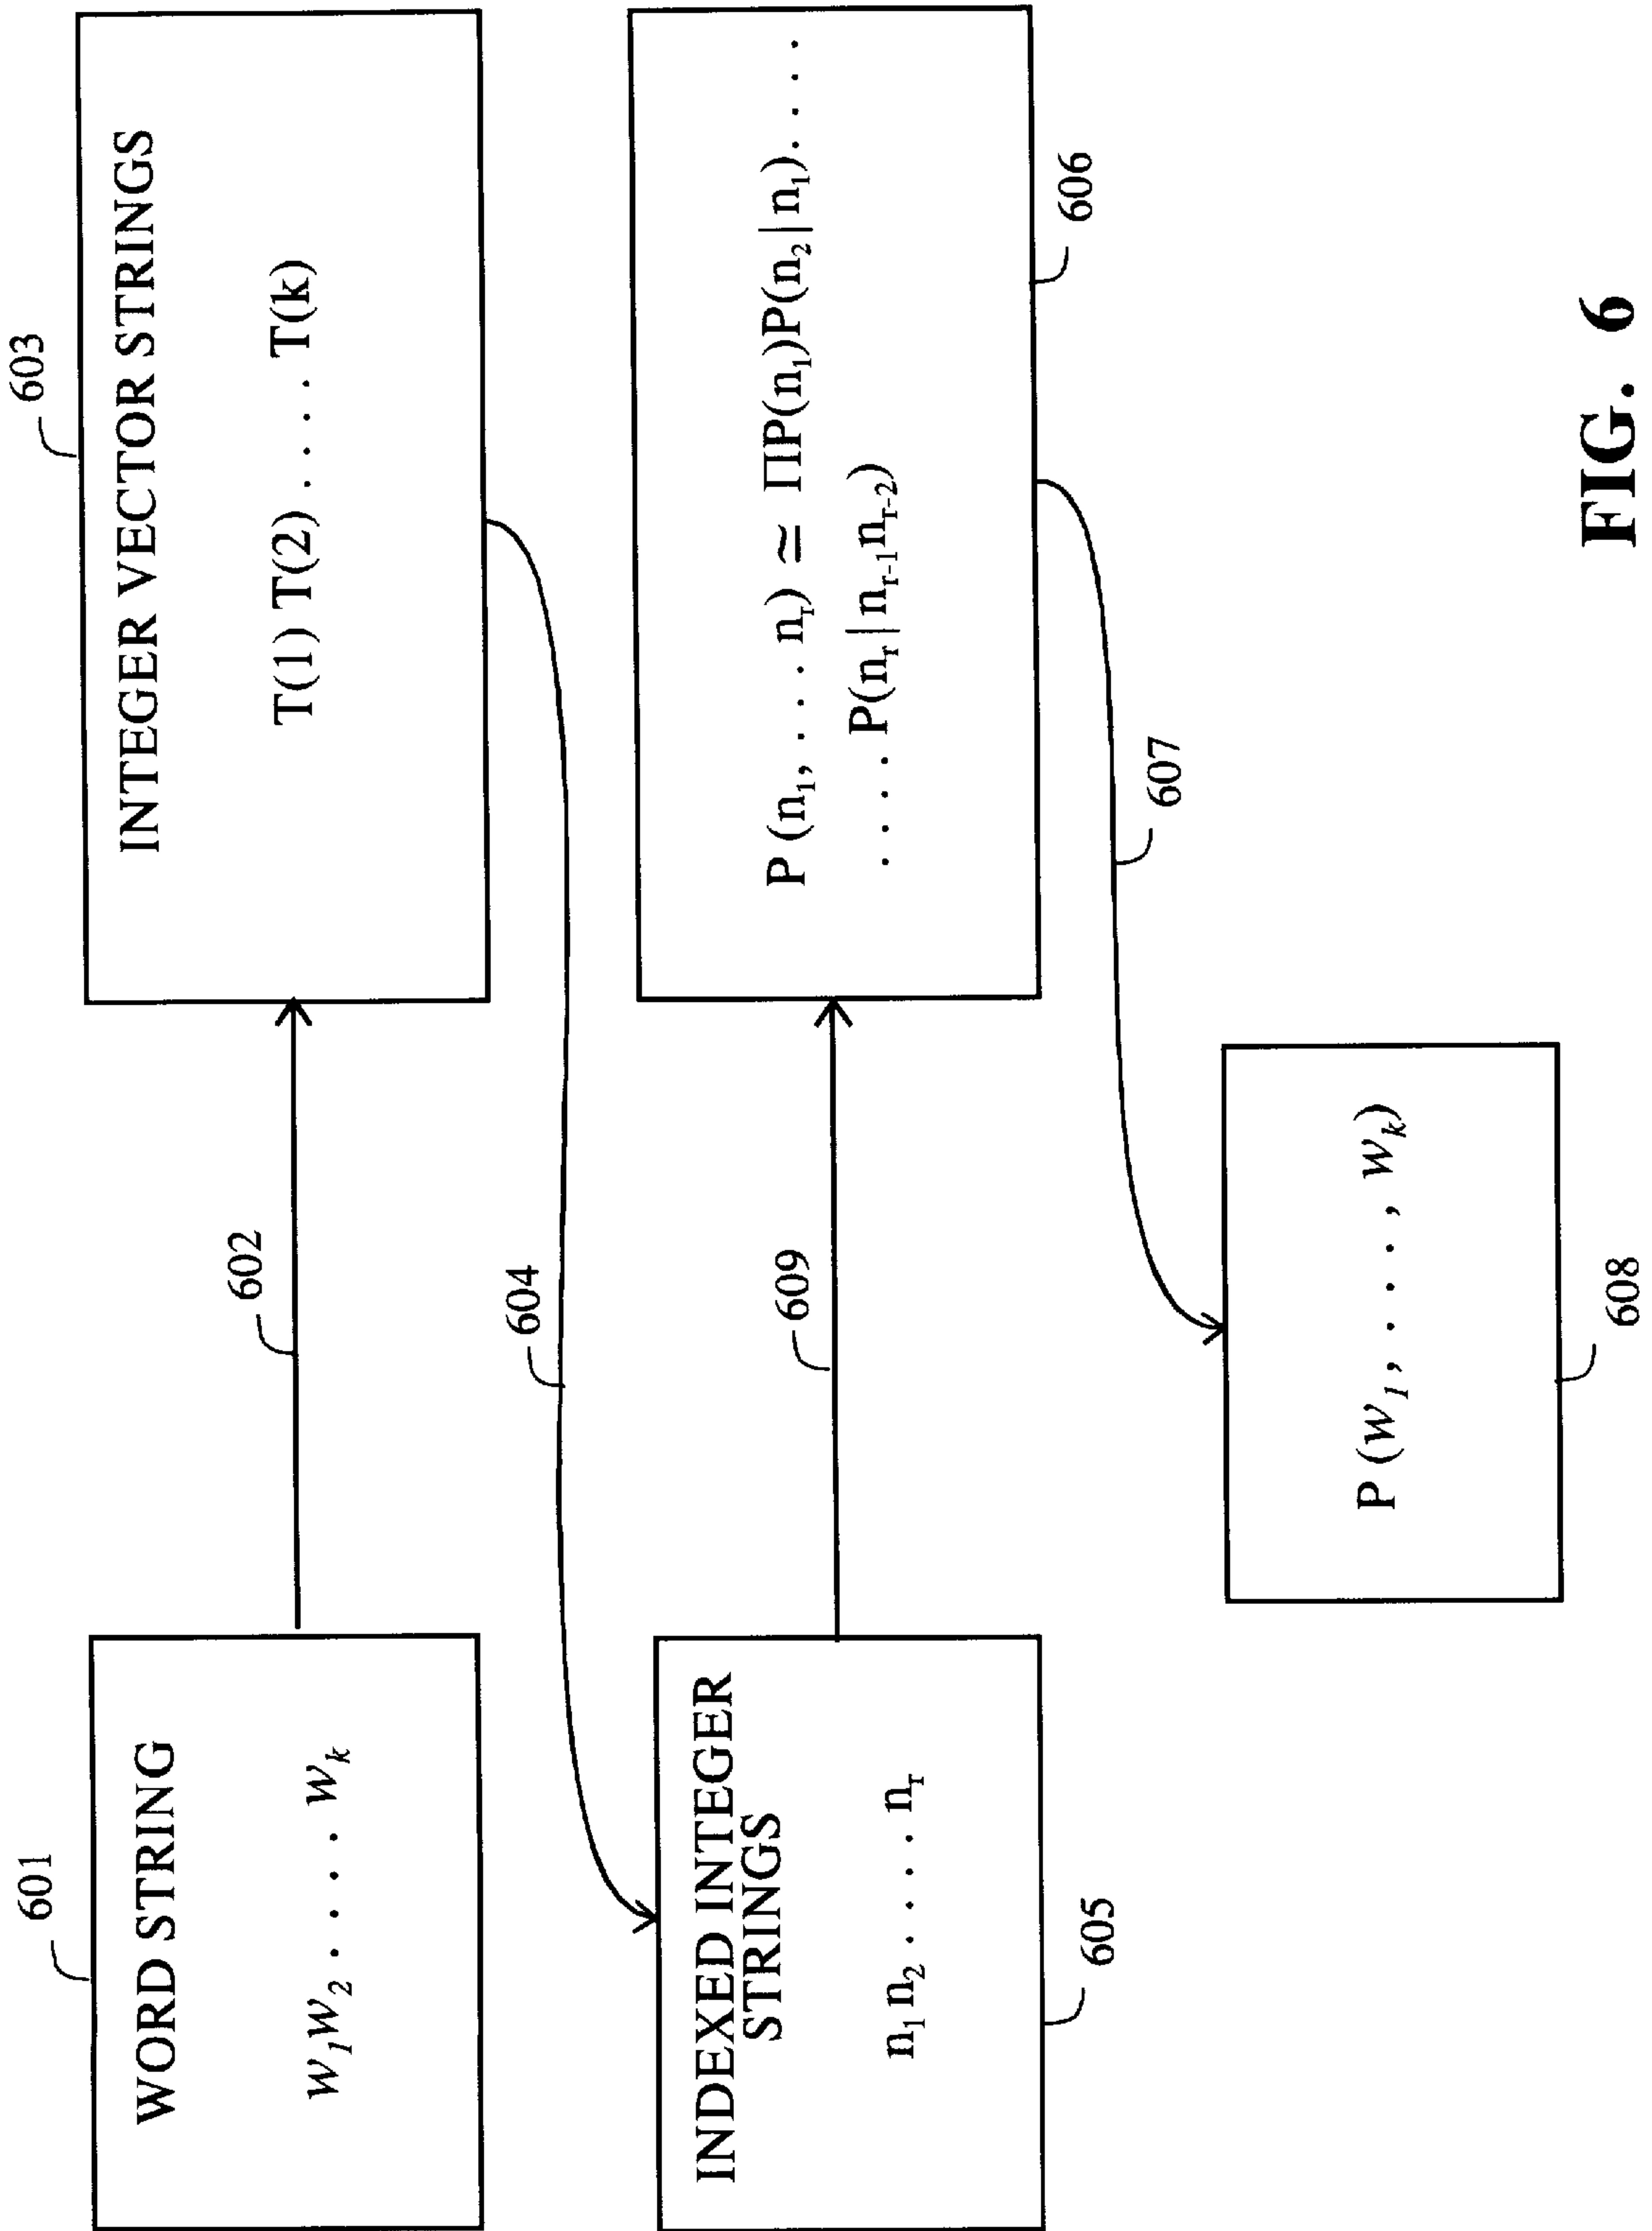 601
WORD STRING
w₁w₂ . . . . . wₖ
602
603
INTEGER VECTOR STRINGS
T(1) T(2) . . . . . T(k)
604
605
INDEXED INTEGER
STRINGS
n₁ n₂ . . . . . nᵣ
609
606
P (n₁, . . . . nᵣ) ≃ ΠP(n₁)P(n₂|n₁). . . .
. . . . . P(nᵣ|nᵣ₋₁nᵣ₋₂)
607
P (w₁, . . . . , wₖ)
608
FIG. 6